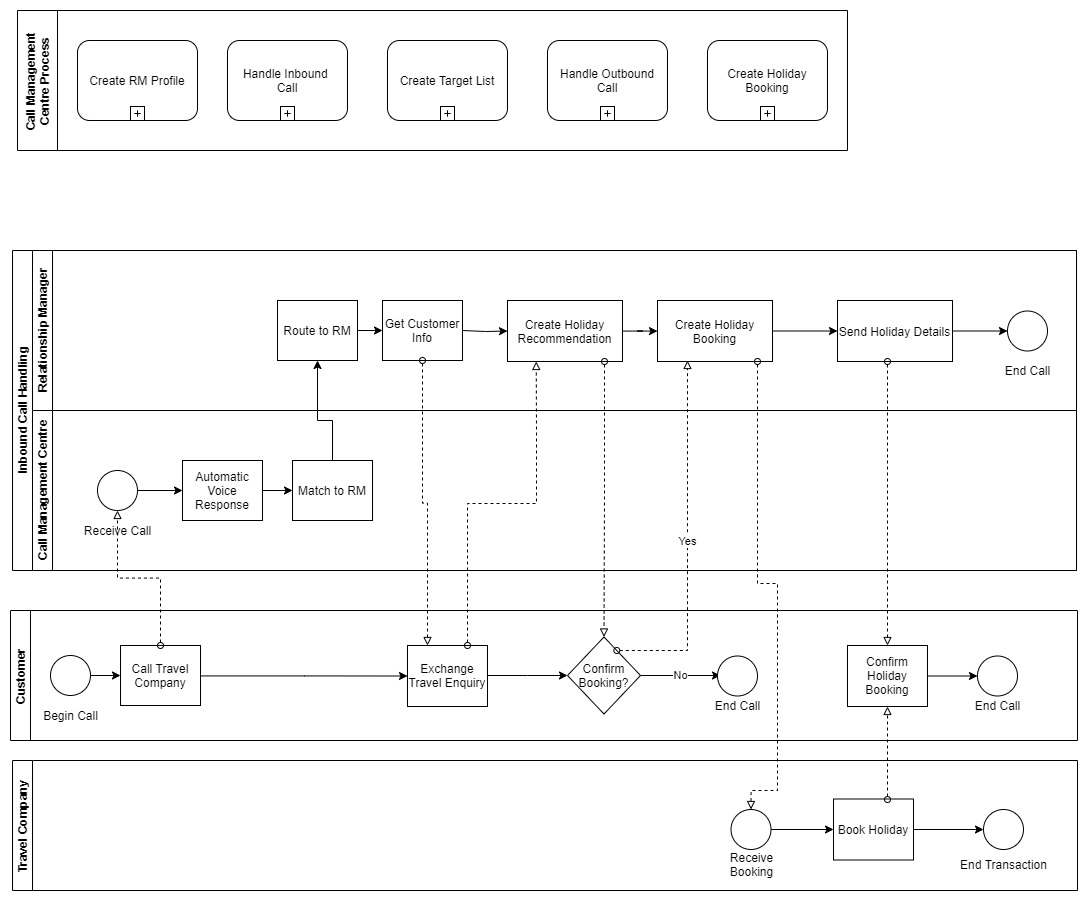 Call Management
Centre Process
Create RM Profile
Handle Inbound
Call
Create Target List
Handle Outbound
Call
Create Holiday
Booking
Inbound Call Handling
Relationship Manager
Route to RM
Get Customer
Info
Create Holiday
Recommendation
Create Holiday
Booking
Send Holiday Details
End Call
Call Management Centre
Receive Call
Automatic
Voice
Response
Match to RM
Yes
Customer
Begin Call
Call Travel
Company
Exchange
Travel Enquiry
Confirm
Booking?
No
End Call
Confirm
Holiday
Booking
End Call
Travel Company
Receive
Booking
Book Holiday
End Transaction